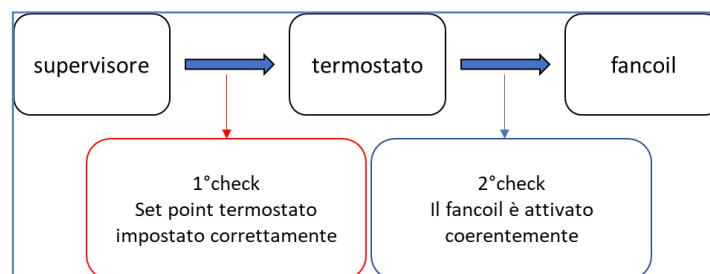 supervisore
termostato
fancoil
1°check
Set point termostato
impostato correttamente
2°check
Il fancoil è attivato
coerentemente